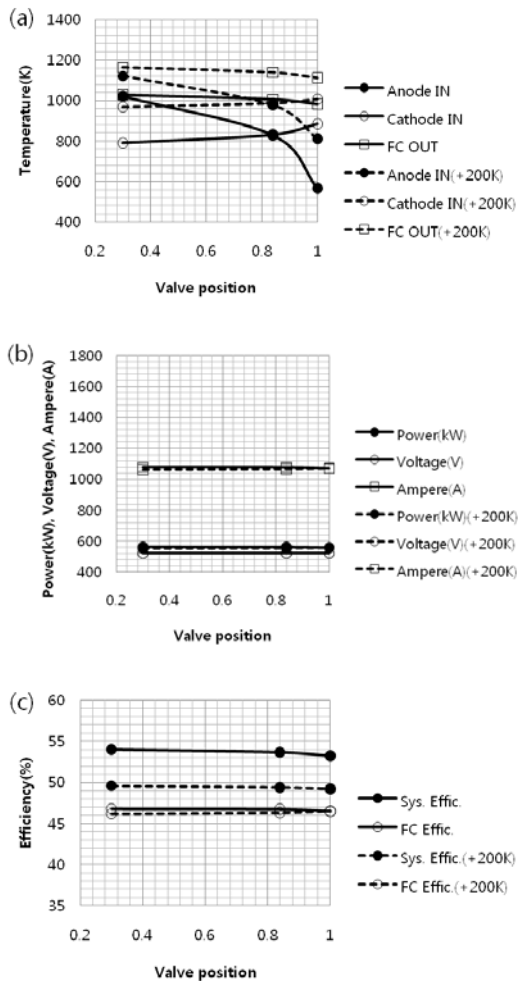 (a)
1400
1200
1000
800
600
400
Temperature(K)
0.2 0.4 0.6 0.8 1
Valve position
Anode IN
Cathode IN
FC OUT
Anode IN(+200K)
Cathode IN(+200K)
FC OUT(+200K)
(b)
1800
1600
1400
1200
1000
800
600
400
Power(kW), Voltage(V), Ampere(A)
0.2 0.4 0.6 0.8 1
Valve position
Power(kW)
Voltage(V)
Ampere(A)
Power(kW)(+200K)
Voltage(V)(+200K)
Ampere(A)(+200K)
(c)
60
55
50
45
40
35
Efficiency(%)
0.2 0.4 0.6 0.8 1
Valve position
Sys. Effic.
FC Effic.
Sys. Effic.(+200K)
FC Effic.(+200K)